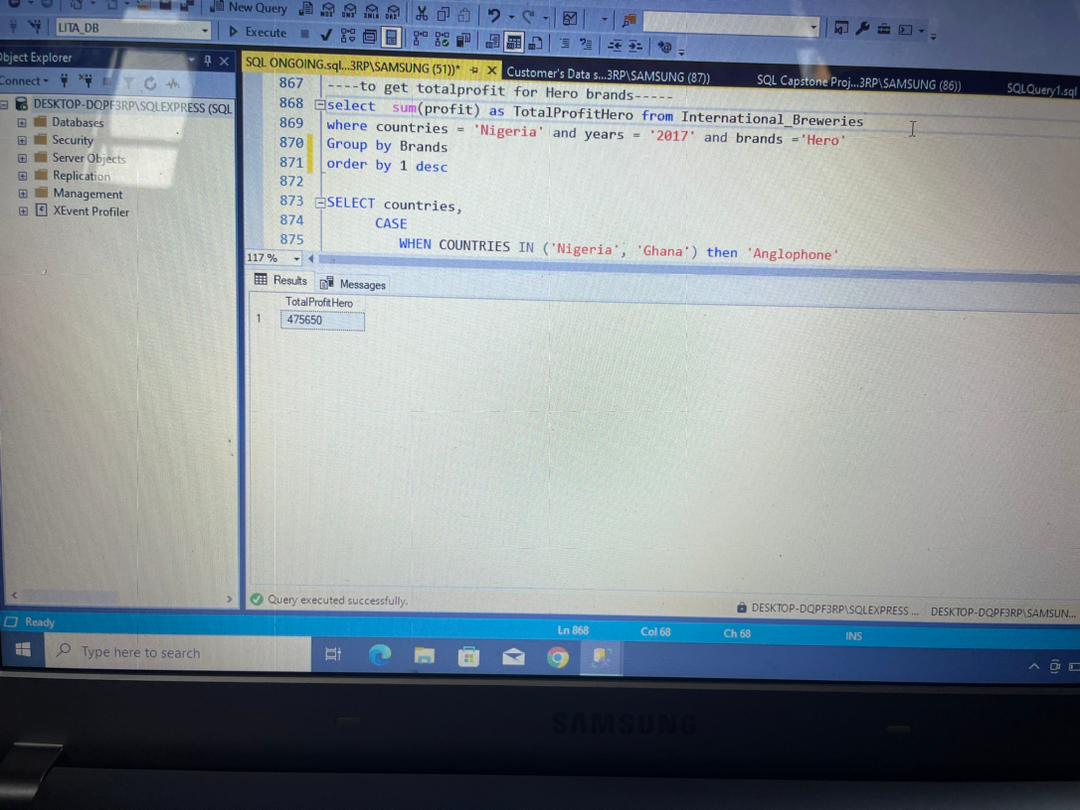 New Query
LITA_DB
Execute
Object Explorer
Connect
DESKTOP-DQPF3RP\SQLEXPRESS (SQL
Databases
Security
Server Objects
Replication
Management
XEvent Profiler
SQL ONGOING.sql...3RP\SAMSUNG (51))*
Customer's Data s...3RP\SAMSUNG (87))
SQL Capstone Proj...3RP\SAMSUNG (86))
SQLQuery1.sql
867 ----to get totalprofit for Hero brands-----
868 select sum(profit) as TotalProfitHero from International_Breweries
869 where countries = 'Nigeria' and years = '2017' and brands ='Hero'
870 Group by Brands
871 order by 1 desc
872
873 SELECT countries,
874 CASE
875 WHEN COUNTRIES IN ('Nigeria', 'Ghana') then 'Anglophone'
117 %
Results
Messages
TotalProfitHero
1 475650
Query executed successfully.
DESKTOP-DQPF3RP\SQLEXPRESS ...
DESKTOP-DQPF3RP\SAMSUN...
Ready
Ln 868
Col 68
Ch 68
INS
Type here to search
SAMSUNG